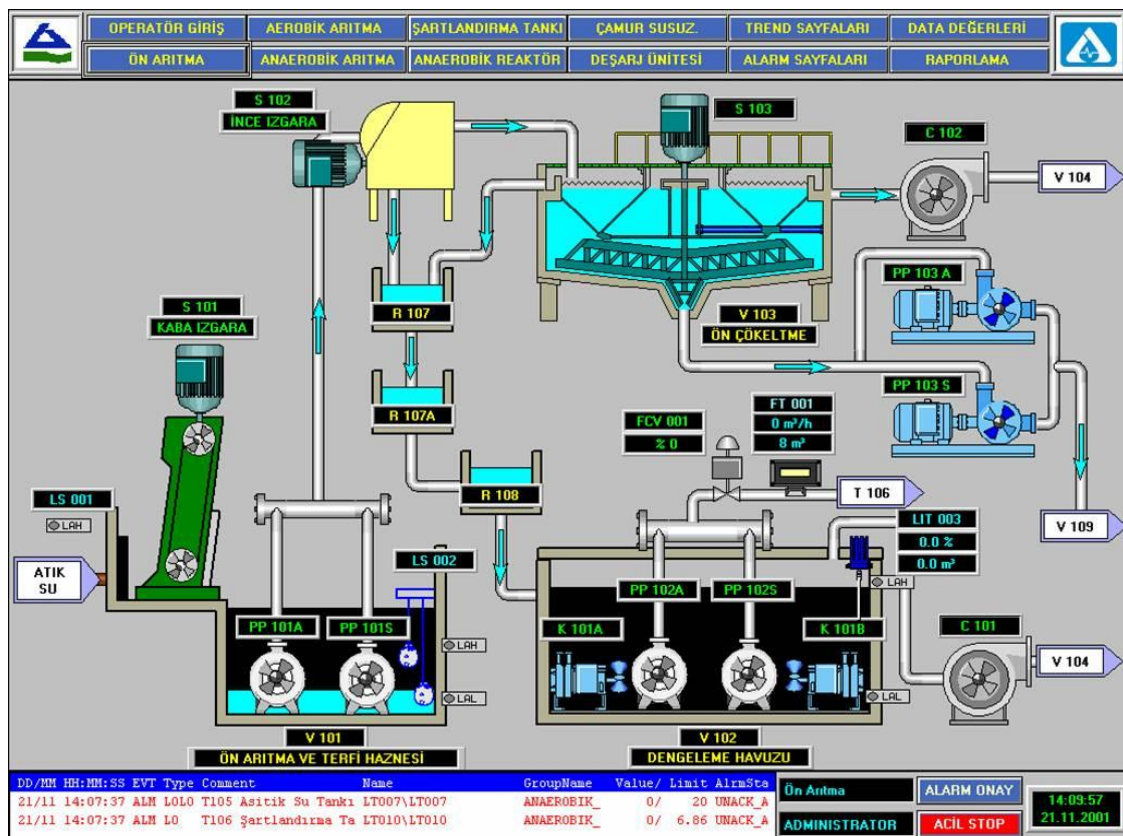 OPERATÖR GİRİŞ
AEROBİK ARITMA
ŞARTLANDIRMA TANKI
ÇAMUR SUSUZ.
TREND SAYFALARI
DATA DEĞERLERİ
ÖN ARITMA
ANAEROBİK ARITMA
ANAEROBİK REAKTÖR
DEŞARJ ÜNİTESİ
ALARM SAYFALARI
RAPORLAMA
S 102
İNCE IZGARA
S 103
C 102
V 104
S 101
KABA IZGARA
R 107
V 103
ÖN ÇÖKELTME
PP 103 A
R 107A
PP 103 S
FCV 001
% 0
FT 001
0 m³/h
8 m³
LS 001
LAH
R 108
T 106
V 109
LIT 003
0.0 %
0.0 m³
ATIK
SU
LS 002
LAH
PP 101A
PP 101S
PP 102A
PP 102S
K 101A
K 101B
C 101
LAH
V 104
LAL
LAL
V 101
ÖN ARITMA VE TERFİ HAZNESİ
V 102
DENGELEME HAVUZU
DD/MM HH:MM:SS EVT Type Comment Name GroupName Value/ Limit AlrmSta
21/11 14:07:37 ALM LOLO T105 Asitik Su Tankı LT007\LT007 ANAEROBIK_ 0/ 20 UNACK_A
21/11 14:07:37 ALM LO T106 Şartlandırma Ta LT010\LT010 ANAEROBIK_ 0/ 6.86 UNACK_A
Ön Arıtma
ALARM ONAY
ADMINISTRATOR
ACİL STOP
14:09:57
21.11.2001